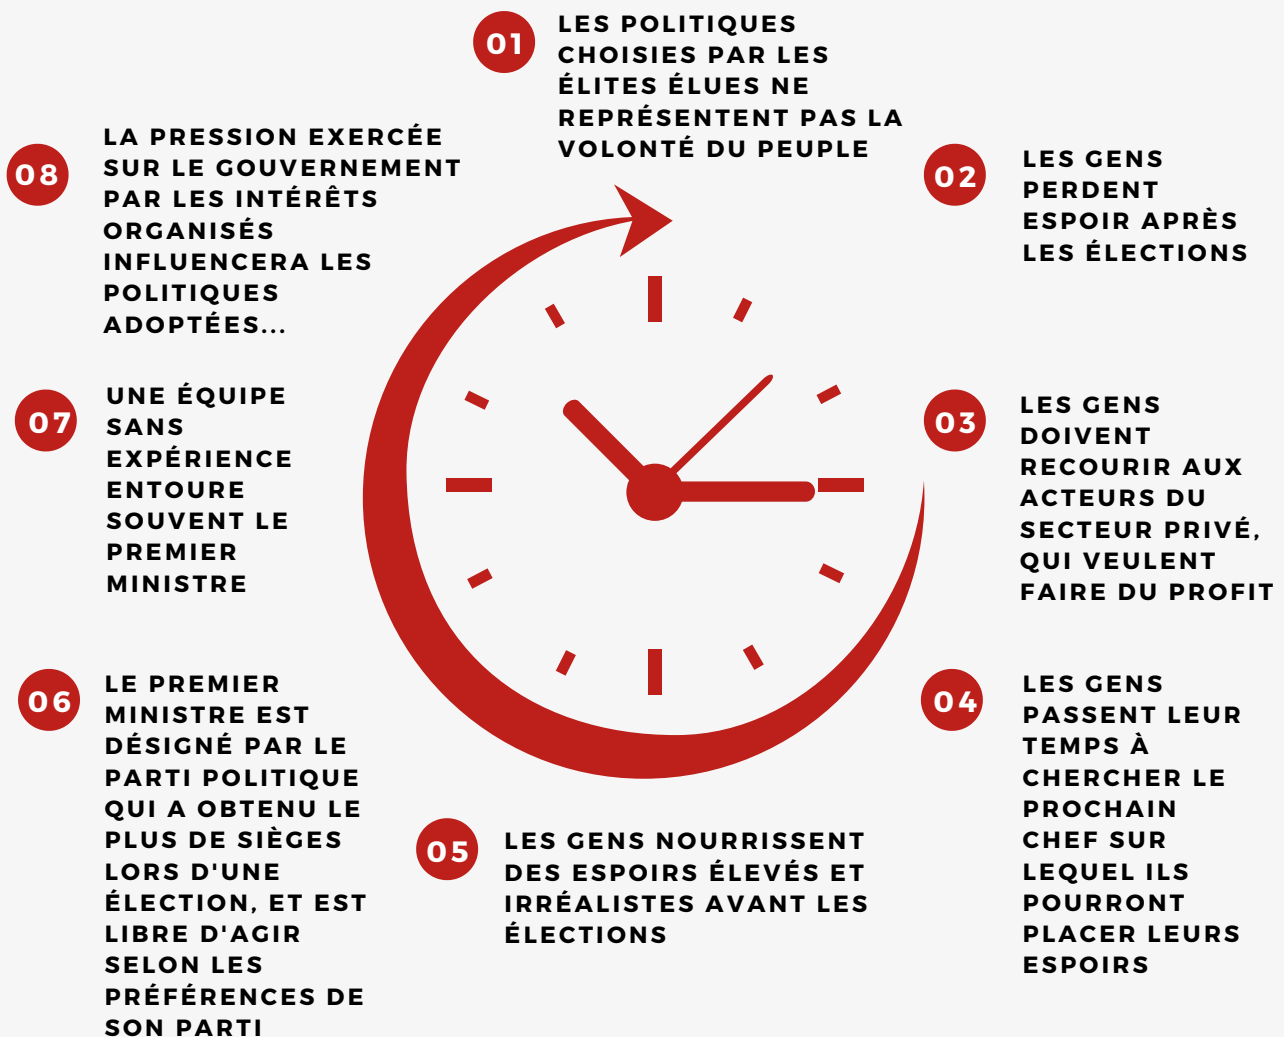 01
LES POLITIQUES
CHOISIES PAR LES
ÉLITES ÉLUES NE
REPRÉSENTENT PAS LA
VOLONTÉ DU PEUPLE
02
LES GENS
PERDENT
ESPOIR APRÈS
LES ÉLECTIONS
03
LES GENS
DOIVENT
RECOURIR AUX
ACTEURS DU
SECTEUR PRIVÉ,
QUI VEULENT
FAIRE DU PROFIT
04
LES GENS
PASSENT LEUR
TEMPS À
CHERCHER LE
PROCHAIN
CHEF SUR
LEQUEL ILS
POURRONT
PLACER LEURS
ESPOIRS
05
LES GENS NOURRISSENT
DES ESPOIRS ÉLEVÉS ET
IRRÉALISTES AVANT LES
ÉLECTIONS
06
LE PREMIER
MINISTRE EST
DÉSIGNÉ PAR LE
PARTI POLITIQUE
QUI A OBTENU LE
PLUS DE SIÈGES
LORS D'UNE
ÉLECTION, ET EST
LIBRE D'AGIR
SELON LES
PRÉFÉRENCES DE
SON PARTI
07
UNE ÉQUIPE
SANS
EXPÉRIENCE
ENTOURE
SOUVENT LE
PREMIER
MINISTRE
08
LA PRESSION EXERCÉE
SUR LE GOUVERNEMENT
PAR LES INTÉRÊTS
ORGANISÉS
INFLUENCERA LES
POLITIQUES
ADOPTÉES...